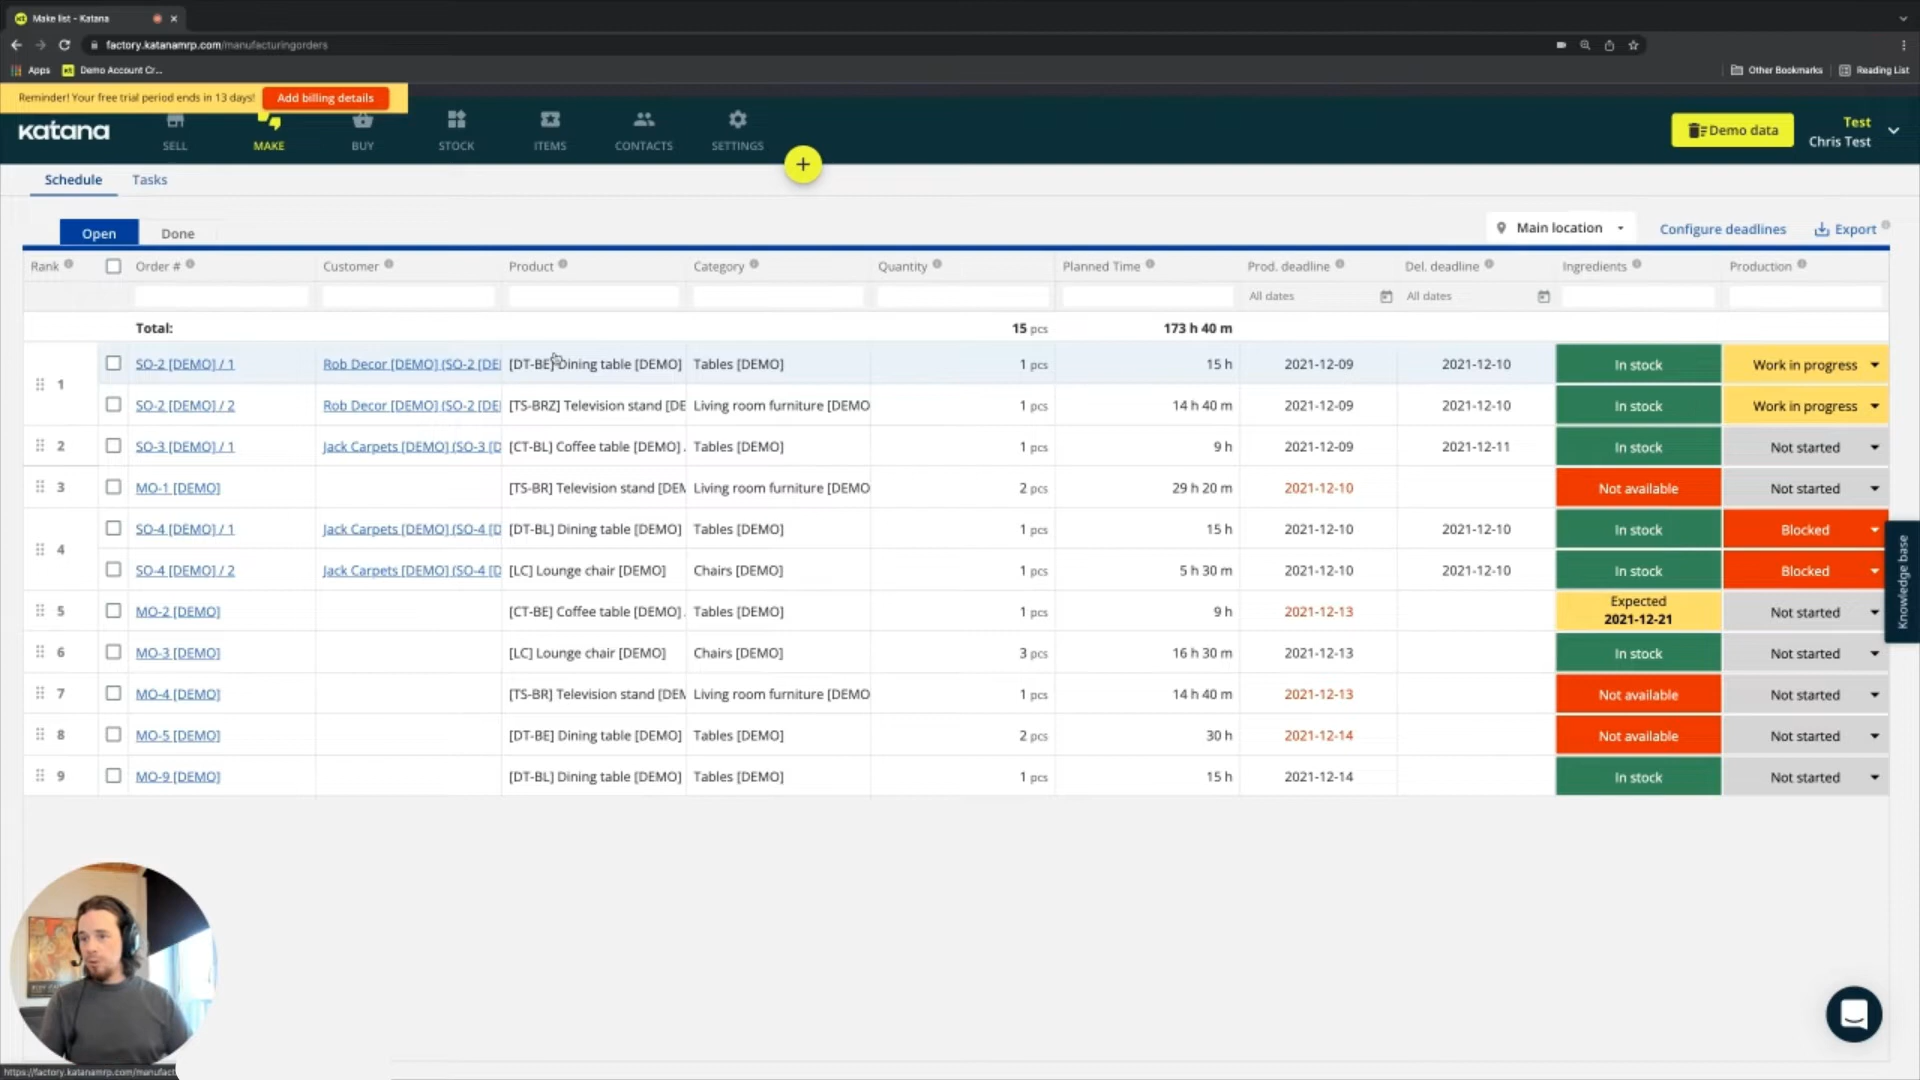 Make list - Katana
factory.katanamrp.com/manufacturingorders
Apps Demo Account Cr... Other Bookmarks Reading List
Reminder! Your free trial period ends in 13 days! Add billing details
katana SELL MAKE BUY STOCK ITEMS CONTACTS SETTINGS Demo data Test
Chris Test
Schedule Tasks
Open Done Main location Configure deadlines Export
Rank Order # Customer Product Category Quantity Planned Time Prod. deadline Del. deadline Ingredients Production
All dates All dates
Total: 15 pcs 173 h 40 m
1 SO-2 [DEMO] / 1 Rob Decor [DEMO] (SO-2 [DE [DT-BE] Dining table [DEMO] Tables [DEMO] 1 pcs 15 h 2021-12-09 2021-12-10 In stock Work in progress
SO-2 [DEMO] / 2 Rob Decor [DEMO] (SO-2 [DE [TS-BRZ] Television stand [DE Living room furniture [DEMO 1 pcs 14 h 40 m 2021-12-09 2021-12-10 In stock Work in progress
2 SO-3 [DEMO] / 1 Jack Carpets [DEMO] (SO-3 [D [CT-BL] Coffee table [DEMO] . Tables [DEMO] 1 pcs 9 h 2021-12-09 2021-12-11 In stock Not started
3 MO-1 [DEMO] [TS-BR] Television stand [DEM Living room furniture [DEMO 2 pcs 29 h 20 m 2021-12-10 Not available Not started
4 SO-4 [DEMO] / 1 Jack Carpets [DEMO] (SO-4 [D [DT-BL] Dining table [DEMO] Tables [DEMO] 1 pcs 15 h 2021-12-10 2021-12-10 In stock Blocked
SO-4 [DEMO] / 2 Jack Carpets [DEMO] (SO-4 [D [LC] Lounge chair [DEMO] Chairs [DEMO] 1 pcs 5 h 30 m 2021-12-10 2021-12-10 In stock Blocked
5 MO-2 [DEMO] [CT-BE] Coffee table [DEMO] . Tables [DEMO] 1 pcs 9 h 2021-12-13 Expected 2021-12-21 Not started
6 MO-3 [DEMO] [LC] Lounge chair [DEMO] Chairs [DEMO] 3 pcs 16 h 30 m 2021-12-13 In stock Not started
7 MO-4 [DEMO] [TS-BR] Television stand [DEM Living room furniture [DEMO 1 pcs 14 h 40 m 2021-12-13 Not available Not started
8 MO-5 [DEMO] [DT-BE] Dining table [DEMO] Tables [DEMO] 2 pcs 30 h 2021-12-14 Not available Not started
9 MO-9 [DEMO] [DT-BL] Dining table [DEMO] Tables [DEMO] 1 pcs 15 h 2021-12-14 In stock Not started
Knowledge base
https://factory.katanamrp.com/manufact